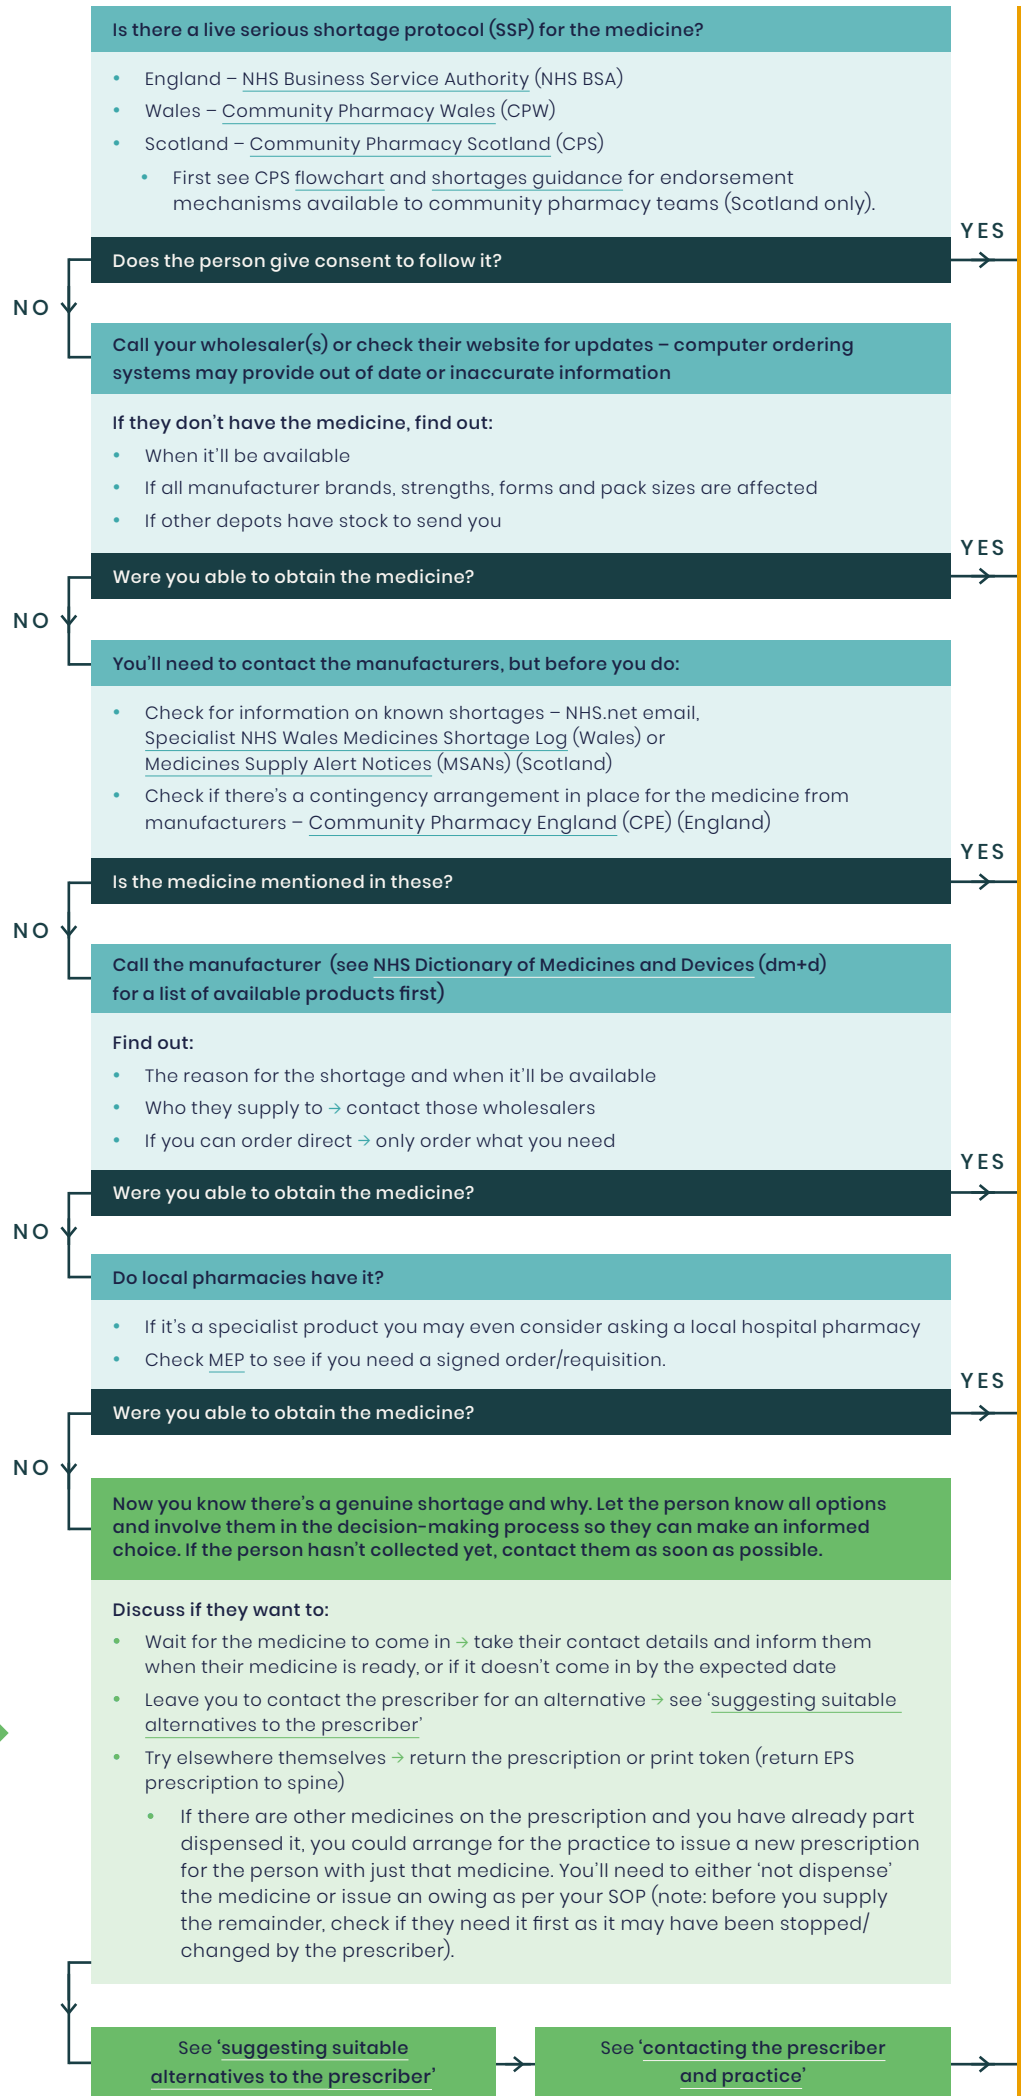 Is there a live serious shortage protocol (SSP) for the medicine?
• England – NHS Business Service Authority (NHS BSA)
• Wales – Community Pharmacy Wales (CPW)
• Scotland – Community Pharmacy Scotland (CPS)
• First see CPS flowchart and shortages guidance for endorsement
mechanisms available to community pharmacy teams (Scotland only).
YES
Does the person give consent to follow it?
NO
Call your wholesaler(s) or check their website for updates – computer ordering
systems may provide out of date or inaccurate information
If they don't have the medicine, find out:
• When it'll be available
• If all manufacturer brands, strengths, forms and pack sizes are affected
• If other depots have stock to send you
YES
Were you able to obtain the medicine?
NO
You'll need to contact the manufacturers, but before you do:
• Check for information on known shortages – NHS.net email,
Specialist NHS Wales Medicines Shortage Log (Wales) or
Medicines Supply Alert Notices (MSANs) (Scotland)
• Check if there's a contingency arrangement in place for the medicine from
manufacturers – Community Pharmacy England (CPE) (England)
YES
Is the medicine mentioned in these?
NO
Call the manufacturer (see NHS Dictionary of Medicines and Devices (dm+d)
for a list of available products first)
Find out:
• The reason for the shortage and when it'll be available
• Who they supply to → contact those wholesalers
• If you can order direct → only order what you need
YES
Were you able to obtain the medicine?
NO
Do local pharmacies have it?
• If it's a specialist product you may even consider asking a local hospital pharmacy
• Check MEP to see if you need a signed order/requisition.
YES
Were you able to obtain the medicine?
NO
Now you know there's a genuine shortage and why. Let the person know all options
and involve them in the decision-making process so they can make an informed
choice. If the person hasn't collected yet, contact them as soon as possible.
Discuss if they want to:
• Wait for the medicine to come in → take their contact details and inform them
when their medicine is ready, or if it doesn't come in by the expected date
• Leave you to contact the prescriber for an alternative → see 'suggesting suitable
alternatives to the prescriber'
• Try elsewhere themselves → return the prescription or print token (return EPS
prescription to spine)
• If there are other medicines on the prescription and you have already part
dispensed it, you could arrange for the practice to issue a new prescription
for the person with just that medicine. You'll need to either 'not dispense'
the medicine or issue an owing as per your SOP (note: before you supply
the remainder, check if they need it first as it may have been stopped/
changed by the prescriber).
See 'suggesting suitable
alternatives to the prescriber'
See 'contacting the prescriber
and practice'